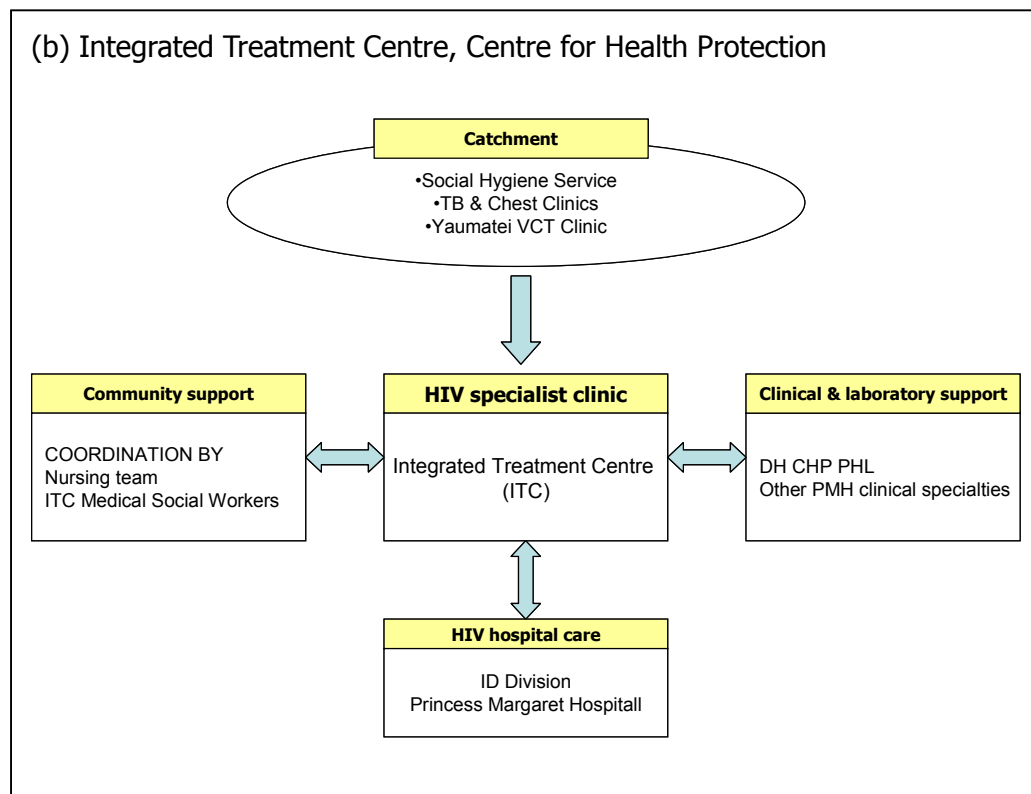 (b) Integrated Treatment Centre, Centre for Health Protection
Catchment
•Social Hygiene Service
•TB & Chest Clinics
•Yaumatei VCT Clinic
Community support
COORDINATION BY
Nursing team
ITC Medical Social Workers
HIV specialist clinic
Integrated Treatment Centre
(ITC)
Clinical & laboratory support
DH CHP PHL
Other PMH clinical specialties
HIV hospital care
ID Division
Princess Margaret Hospitall